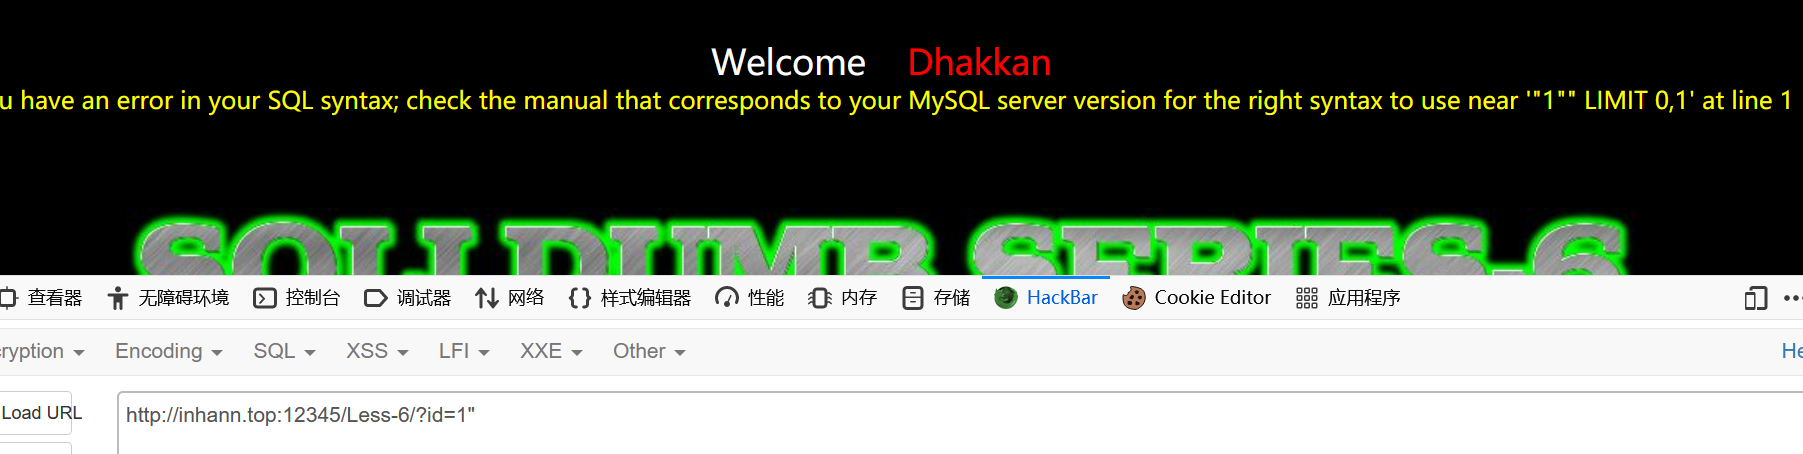 Welcome Dhakkan
u have an error in your SQL syntax; check the manual that corresponds to your MySQL server version for the right syntax to use near '"1"" LIMIT 0,1' at line 1
SQLI DUMB SERIES-6
查看器 无障碍环境 控制台 调试器 网络 样式编辑器 性能 内存 存储 HackBar Cookie Editor 应用程序
ryption Encoding SQL XSS LFI XXE Other He
Load URL http://inhann.top:12345/Less-6/?id=1"